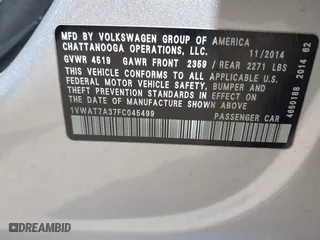 MFD. BY VOLKSWAGEN GROUP OF AMERICA
CHATTANOOGA OPERATIONS, LLC. 11/2014
GVWR 4519 GAWR FRONT 2359 / REAR 2271 LBS
THIS VEHICLE CONFORMS TO ALL APPLICABLE U.S.
FEDERAL MOTOR VEHICLE SAFETY, BUMPER, AND
THEFT PREVENTION STANDARDS IN EFFECT ON THE
DATE OF MANUFACTURE SHOWN ABOVE.
1VWAT7A37FC045499 PASSENGER CAR
4650188 2014 82
DREAMBID